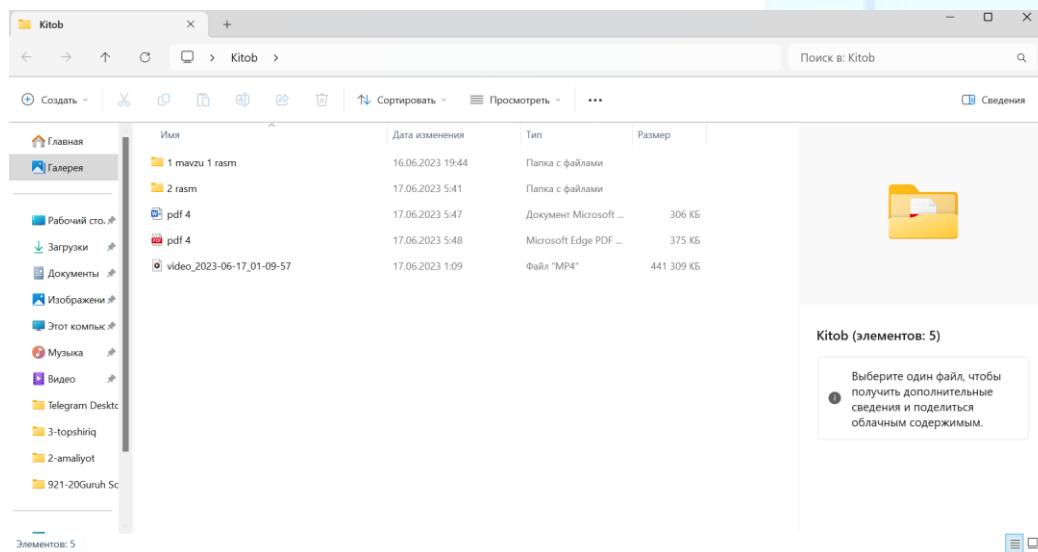 Kitob
Kitob
Поиск в: Kitob
Создать
Сортировать
Просмотреть
Сведения
Главная
Галерея
Рабочий сто.
Загрузки
Документы
Изображени
Этот компьк
Музыка
Видео
Telegram Deskto
3-topshiriq
2-amaliyot
921-20Guruh Sc
Имя Дата изменения Тип Размер
1 mavzu 1 rasm 16.06.2023 19:44 Папка с файлами
2 rasm 17.06.2023 5:41 Папка с файлами
pdf 4 17.06.2023 5:47 Документ Microsoft ... 306 КБ
pdf 4 17.06.2023 5:48 Microsoft Edge PDF ... 375 КБ
video_2023-06-17_01-09-57 17.06.2023 1:09 Файл "MP4" 441 309 КБ
Kitob (элементов: 5)
Выберите один файл, чтобы
получить дополнительные
сведения и поделиться
облачным содержимым.
Элементов: 5